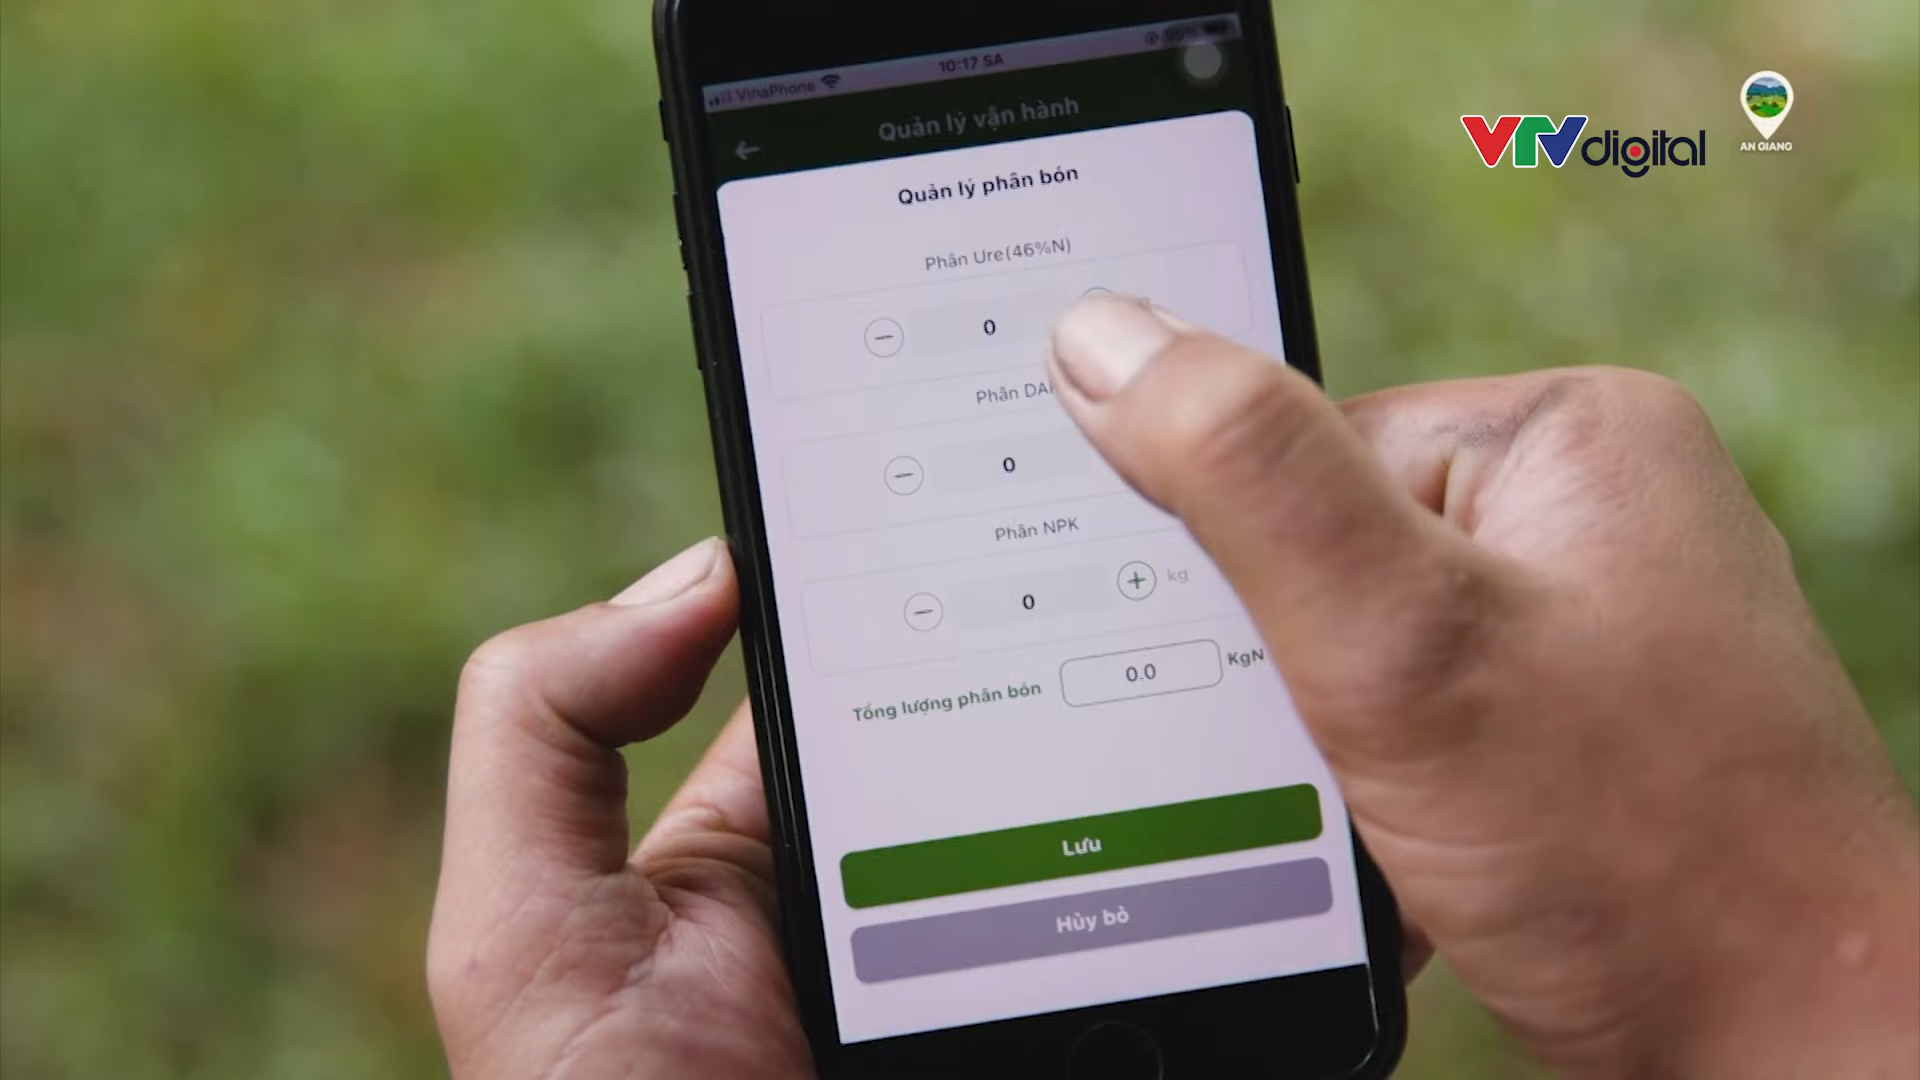 VinaPhone
10:17 SA
Quản lý vận hành
VTVdigital
AN GIANG
Quản lý phân bón
Phân Ure(46%N)
0
Phân
0
Phân NPK
0
kg
Tổng lượng phân bón
0.0
KgN
Lưu
Hủy bỏ